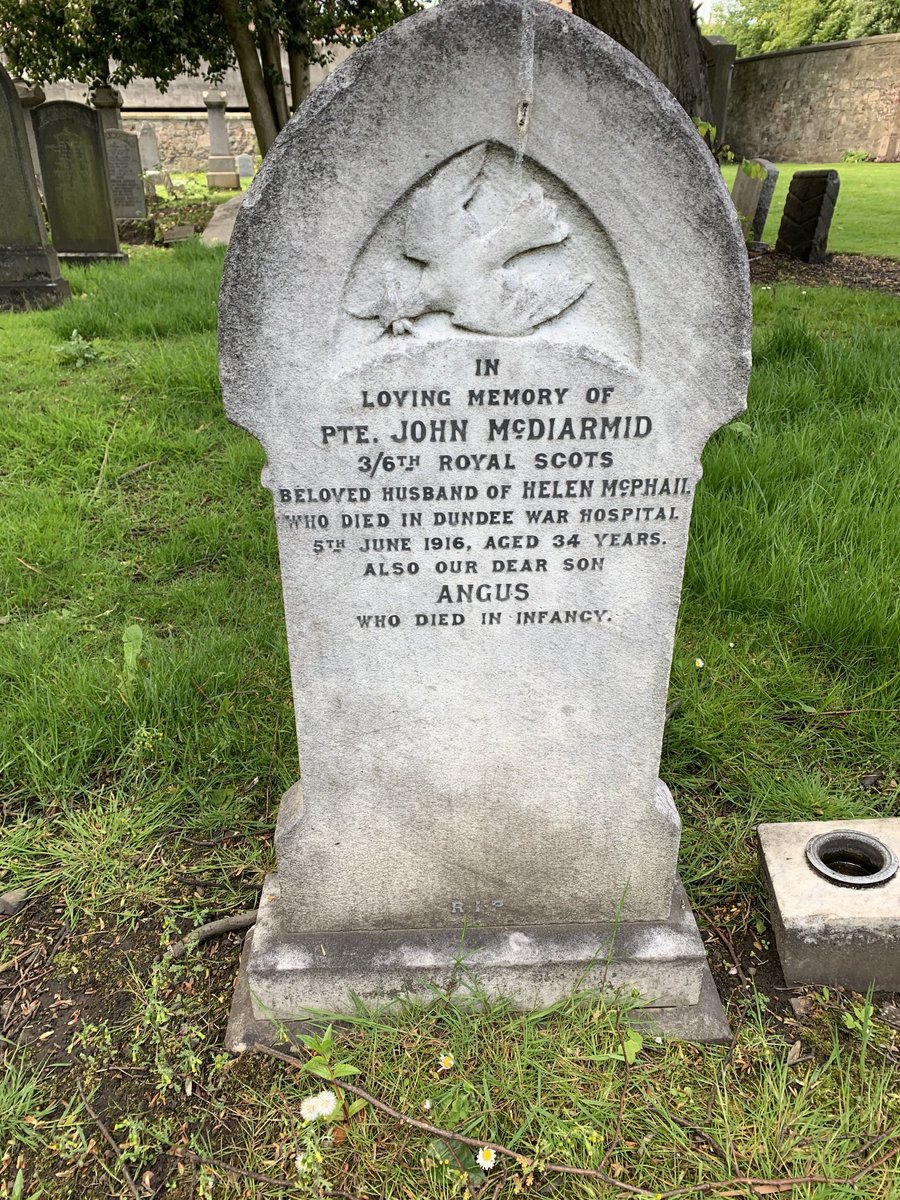 IN
LOVING MEMORY OF
PTE. JOHN McDIARMID
3/6TH ROYAL SCOTS
BELOVED HUSBAND OF HELEN McPHAIL
WHO DIED IN DUNDEE WAR HOSPITAL
5TH JUNE 1916, AGED 34 YEARS.
ALSO OUR DEAR SON
ANGUS
WHO DIED IN INFANCY.
R.I.P